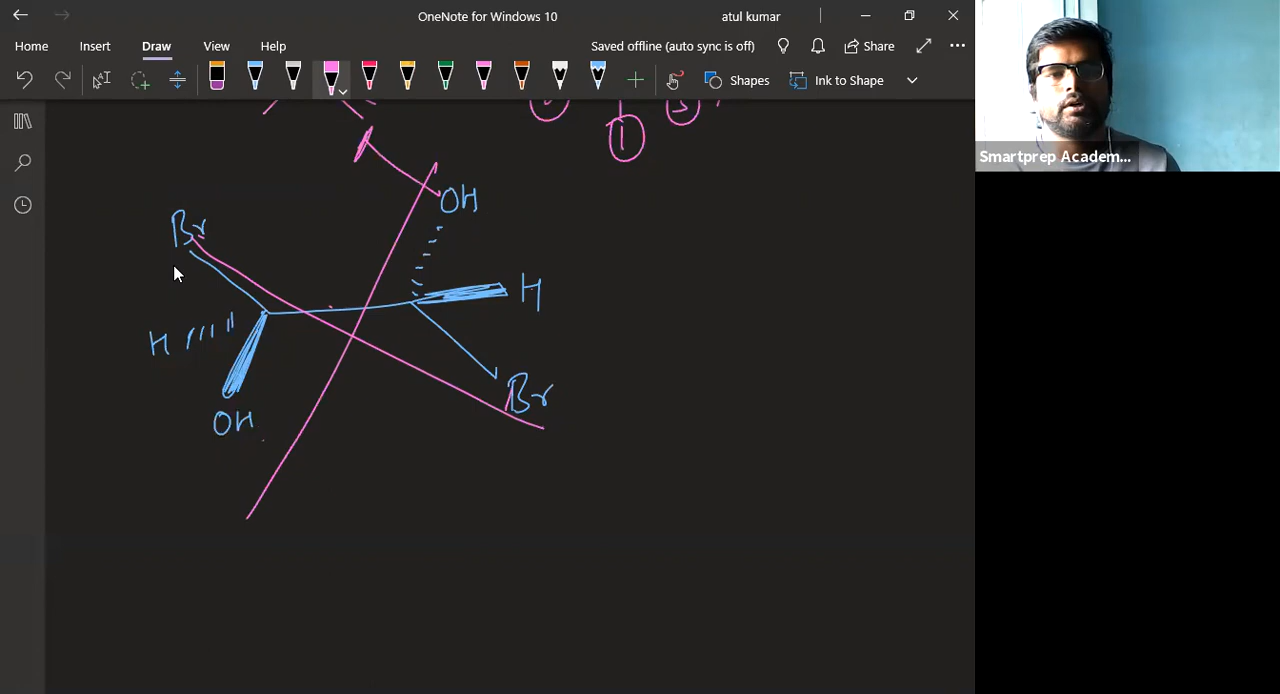 OneNote for Windows 10
atul kumar
Home Insert Draw View Help
Saved offline (auto sync is off)
Share
Shapes
Ink to Shape
Smartprep Academ...
1
OH
Br
H
H
Br
OH